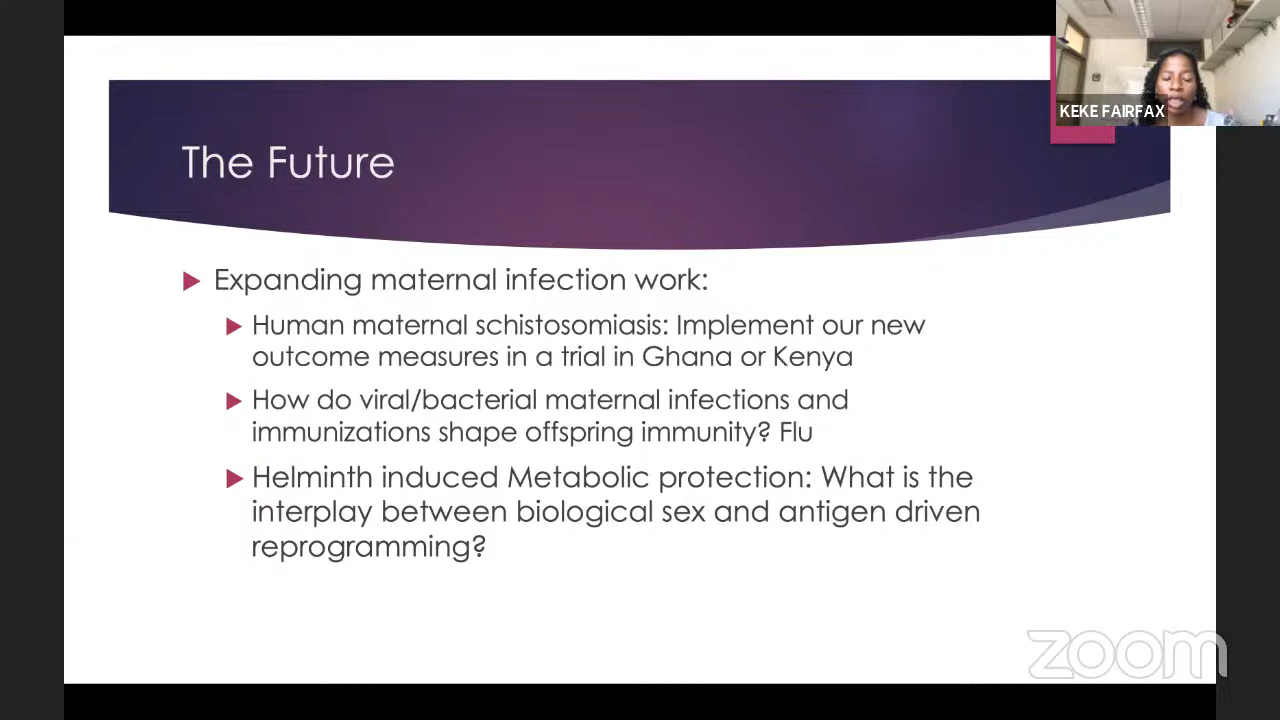 KEKE FAIRFAX
The Future
Expanding maternal infection work:
Human maternal schistosomiasis: Implement our new
outcome measures in a trial in Ghana or Kenya
How do viral/bacterial maternal infections and
immunizations shape offspring immunity? Flu
Helminth induced Metabolic protection: What is the
interplay between biological sex and antigen driven
reprogramming?
zoom